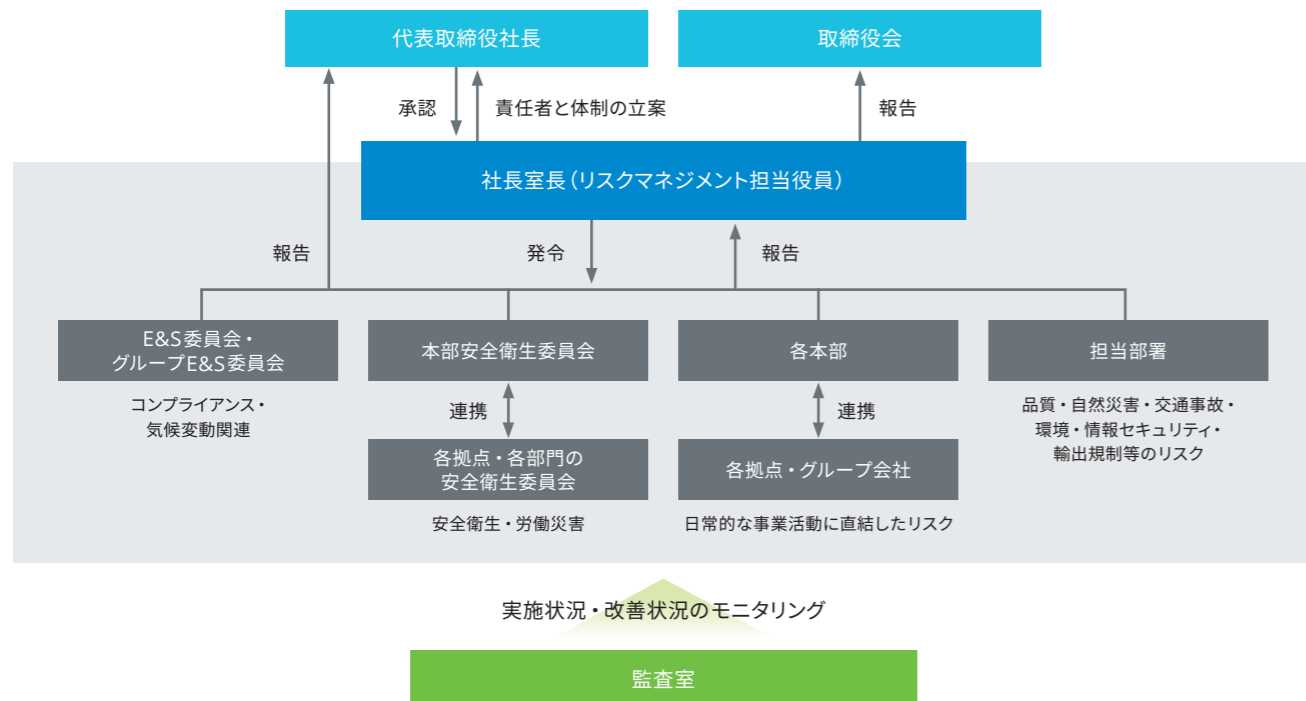 代表取締役社長
取締役会
承認
責任者と体制の立案
報告
社長室長（リスクマネジメント担当役員）
報告
発令
報告
E&S委員会・
グループE&S委員会
本部安全衛生委員会
各本部
担当部署
コンプライアンス・
気候変動関連
連携
連携
品質・自然災害・交通事故・
環境・情報セキュリティ・
輸出規制等のリスク
各拠点・各部門の
安全衛生委員会
各拠点・グループ会社
安全衛生・労働災害
日常的な事業活動に直結したリスク
実施状況・改善状況のモニタリング
監査室